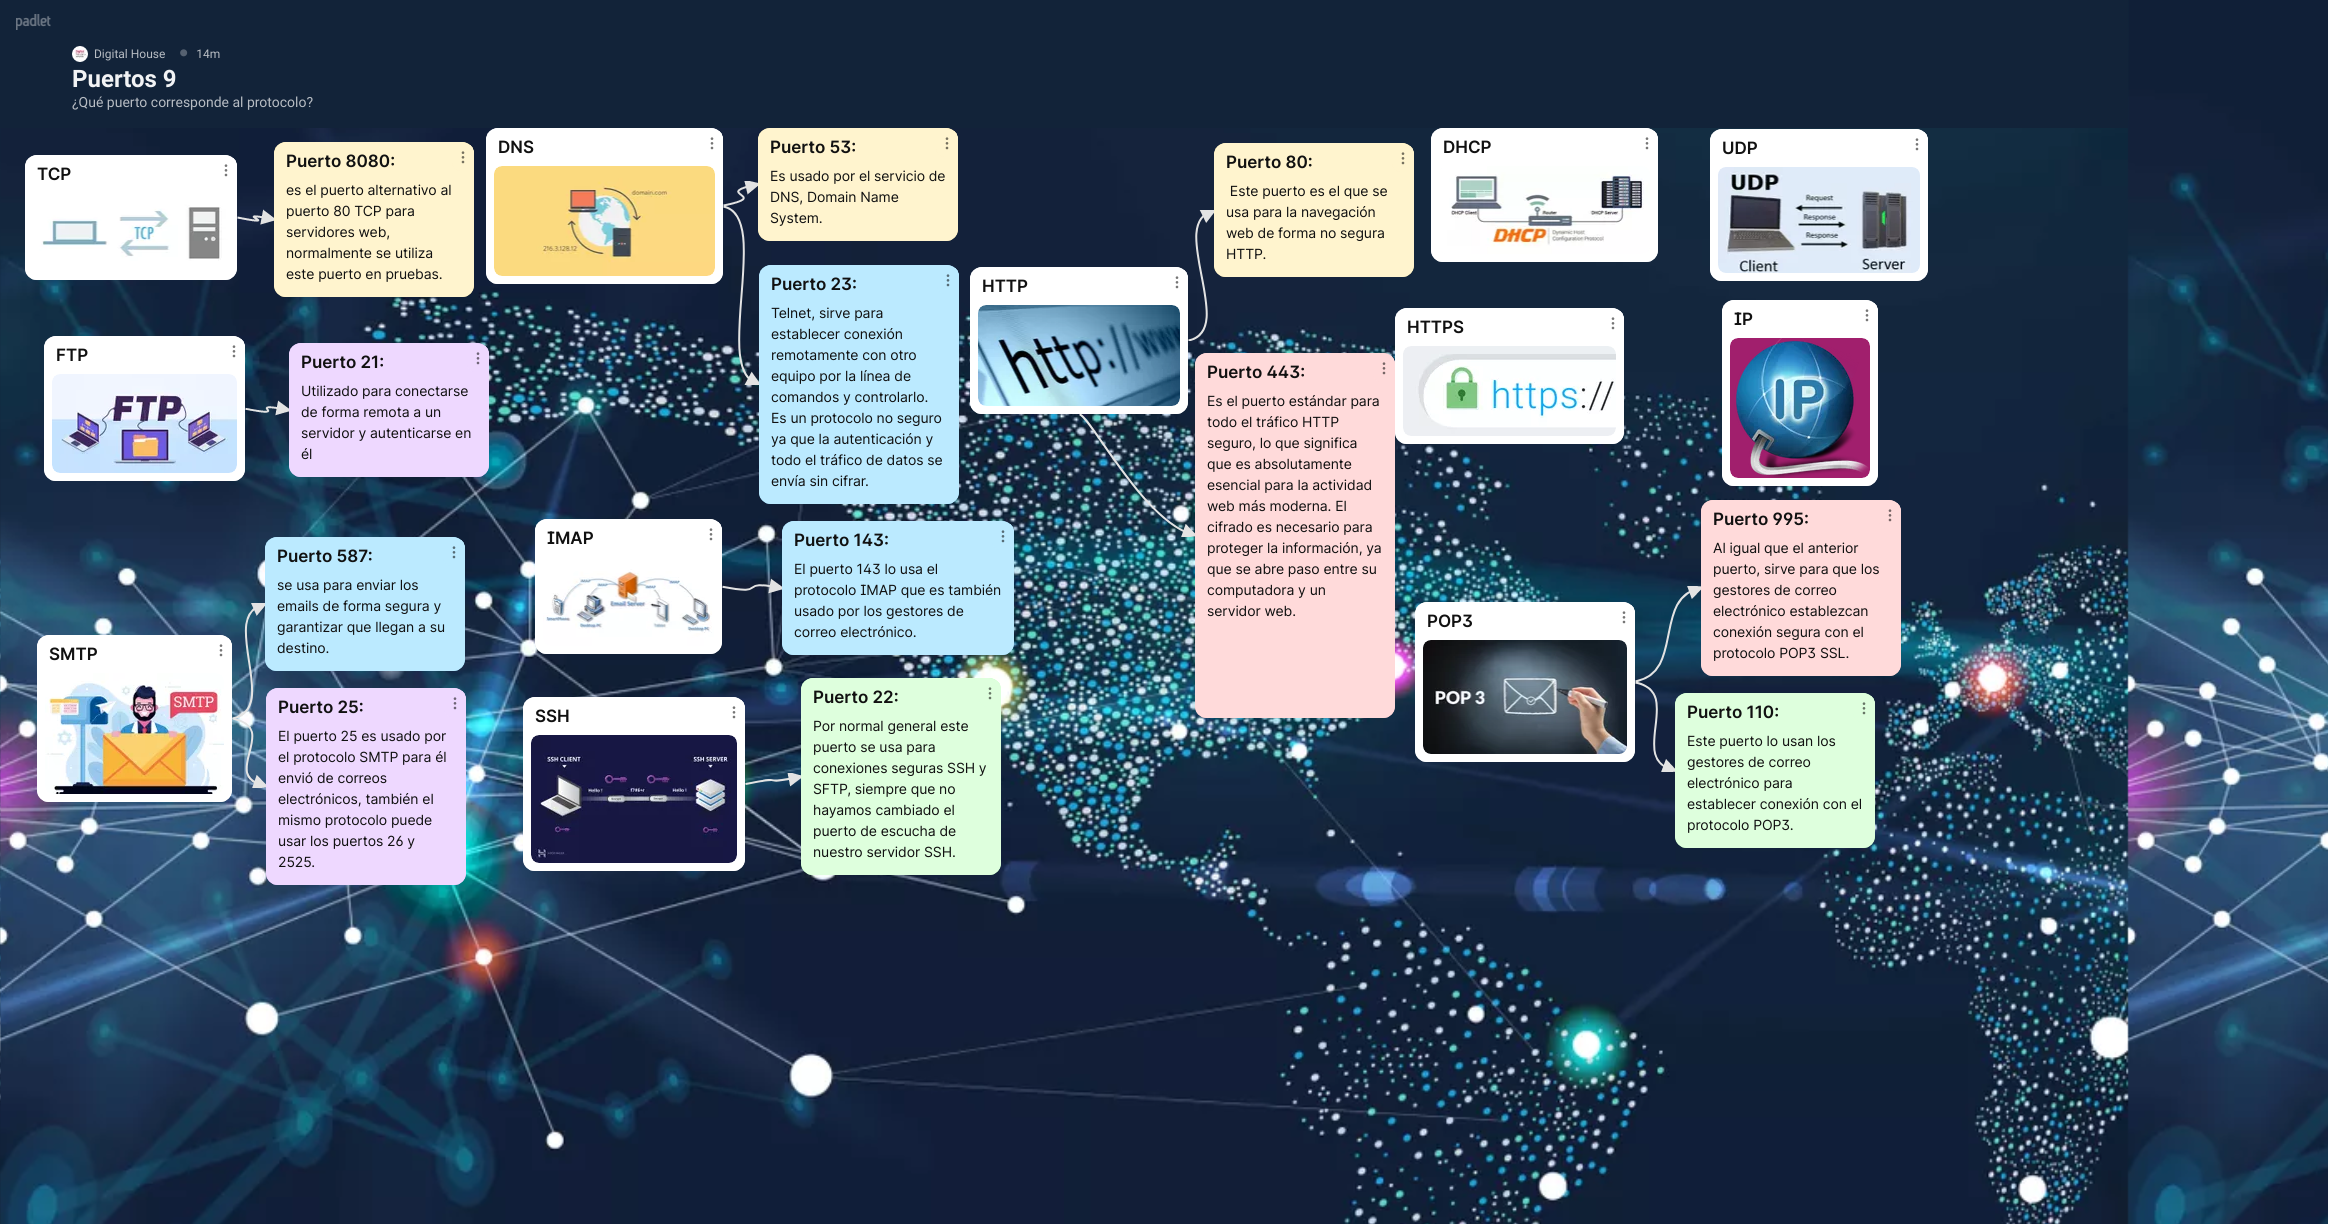 padlet
Digital House
14m
Puertos 9
¿Qué puerto corresponde al protocolo?
TCP
TCP
Puerto 8080:
es el puerto alternativo al
puerto 80 TCP para
servidores web,
normalmente se utiliza
este puerto en pruebas.
FTP
FTP
Puerto 21:
Utilizado para conectarse
de forma remota a un
servidor y autenticarse en
él
SMTP
SMTP
Puerto 587:
se usa para enviar los
emails de forma segura y
garantizar que llegan a su
destino.
Puerto 25:
El puerto 25 es usado por
el protocolo SMTP para él
envió de correos
electrónicos, también el
mismo protocolo puede
usar los puertos 26 y
2525.
DNS
domain.com
216.3.128.12
Puerto 53:
Es usado por el servicio de
DNS, Domain Name
System.
Puerto 23:
Telnet, sirve para
establecer conexión
remotamente con otro
equipo por la línea de
comandos y controlarlo.
Es un protocolo no seguro
ya que la autenticación y
todo el tráfico de datos se
envía sin cifrar.
IMAP
Email Server
Puerto 143:
El puerto 143 lo usa el
protocolo IMAP que es también
usado por los gestores de
correo electrónico.
SSH
SSH CLIENT
SSH SERVER
Hello !
Hello !
Puerto 22:
Por normal general este
puerto se usa para
conexiones seguras SSH y
SFTP, siempre que no
hayamos cambiado el
puerto de escucha de
nuestro servidor SSH.
HTTP
http://www
Puerto 80:
Este puerto es el que se
usa para la navegación
web de forma no segura
HTTP.
Puerto 443:
Es el puerto estándar para
todo el tráfico HTTP
seguro, lo que significa
que es absolutamente
esencial para la actividad
web más moderna. El
cifrado es necesario para
proteger la información, ya
que se abre paso entre su
computadora y un
servidor web.
DHCP
DHCP Client
Router
DHCP Server
DHCP
Dynamic Host
Configuration Protocol
HTTPS
https://
UDP
UDP
Request
Response
Response
Client
Server
IP
IP
POP3
POP 3
Puerto 995:
Al igual que el anterior
puerto, sirve para que los
gestores de correo
electrónico establezcan
conexión segura con el
protocolo POP3 SSL.
Puerto 110:
Este puerto lo usan los
gestores de correo
electrónico para
establecer conexión con el
protocolo POP3.